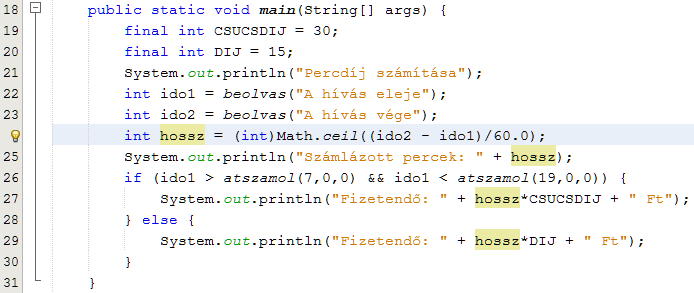 18 public static void main(String[] args) {
19 final int CSUCSDIJ = 30;
20 final int DIJ = 15;
21 System.out.println("Percdíj számítása");
22 int ido1 = beolvas("A hívás eleje");
23 int ido2 = beolvas("A hívás vége");
int hossz = (int)Math.ceil((ido2 - ido1)/60.0);
25 System.out.println("Számlázott percek: " + hossz);
26 if (ido1 > atszamol(7,0,0) && ido1 < atszamol(19,0,0)) {
27 System.out.println("Fizetendő: " + hossz*CSUCSDIJ + " Ft");
28 } else {
29 System.out.println("Fizetendő: " + hossz*DIJ + " Ft");
30 }
31 }